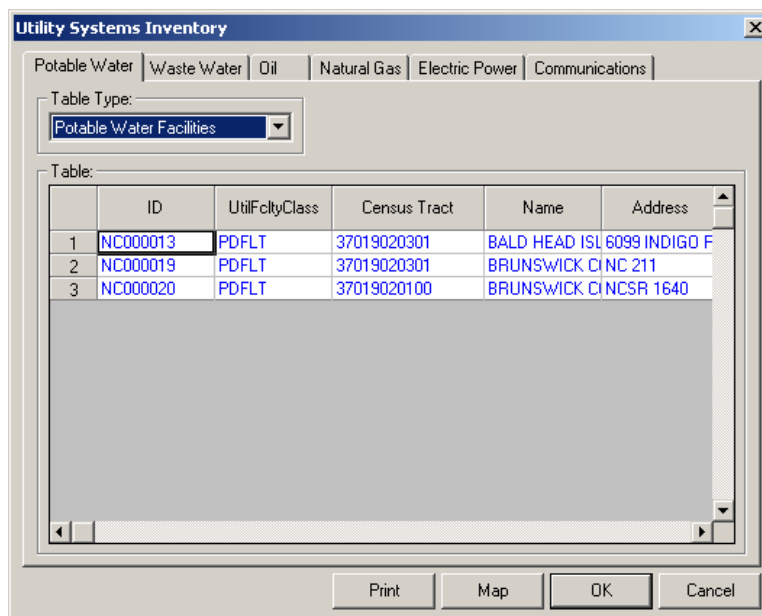 Utility Systems Inventory
Potable Water Waste Water Oil Natural Gas Electric Power Communications
Table Type:
Potable Water Facilities
Table:
ID UtilFcltyClass Census Tract Name Address
1 NC000013 PDFLT 37019020301 BALD HEAD ISL 6099 INDIGO F
2 NC000019 PDFLT 37019020301 BRUNSWICK C NC 211
3 NC000020 PDFLT 37019020100 BRUNSWICK C NCSR 1640
Print Map OK Cancel